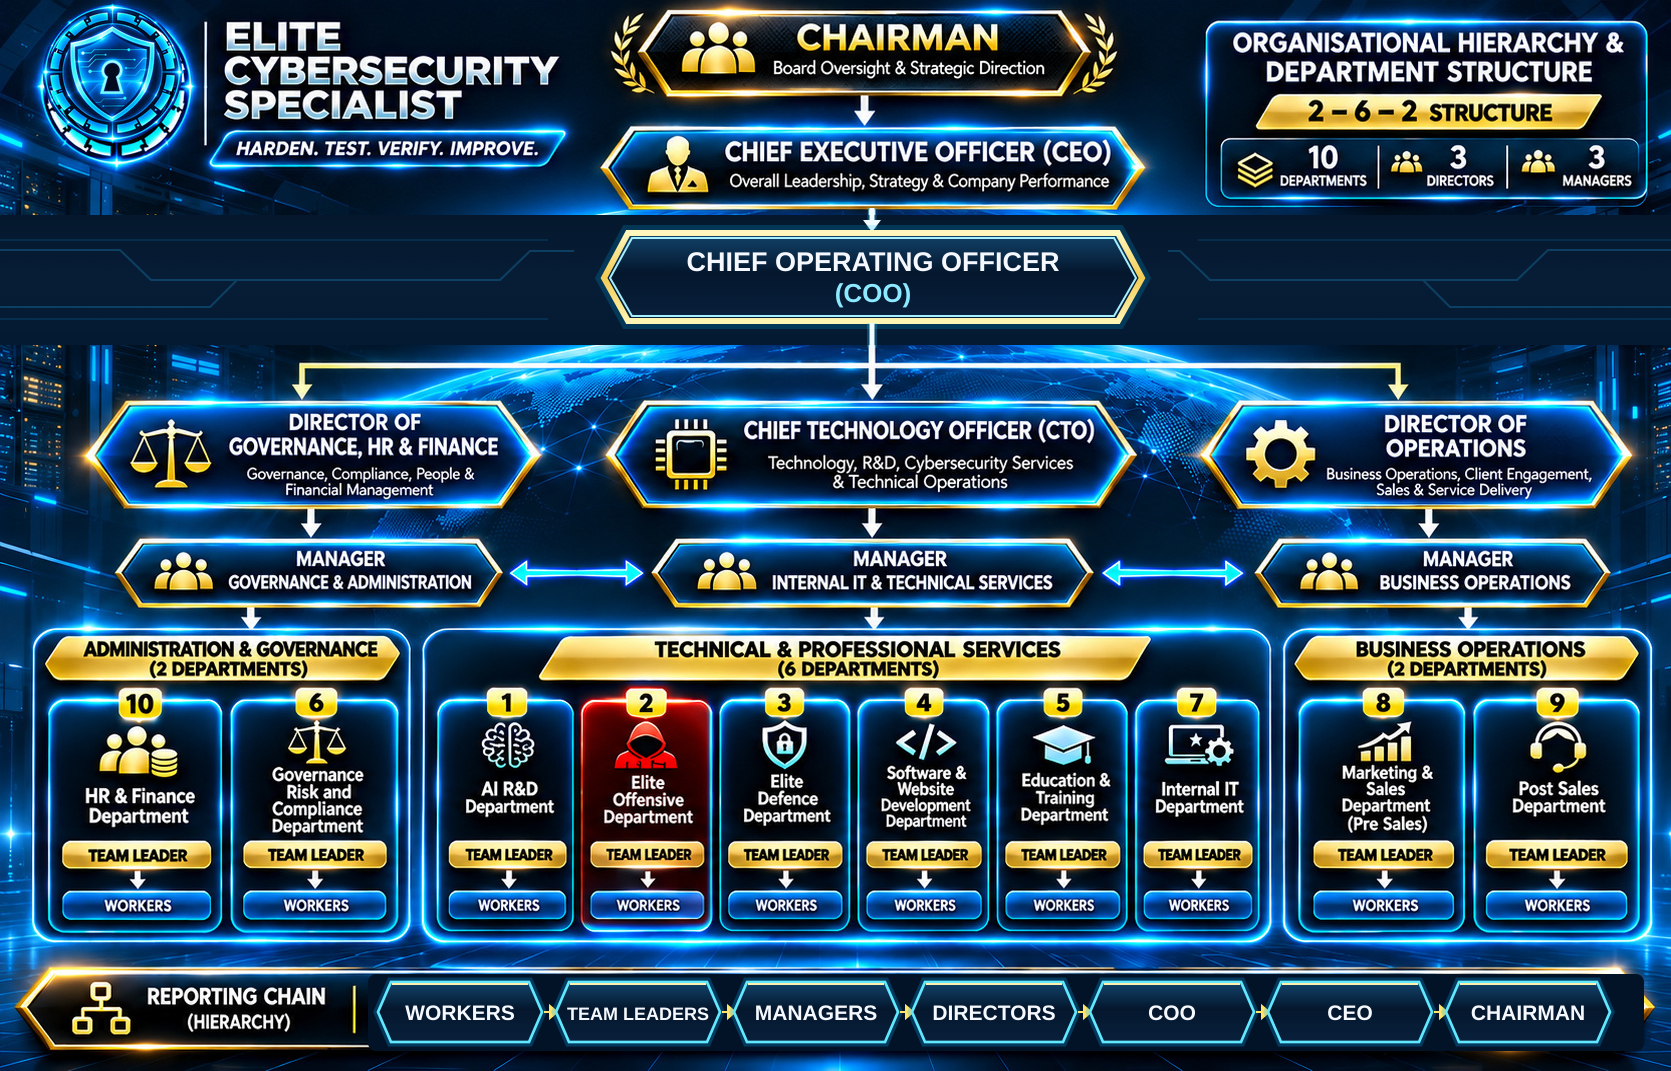 ELITE
CYBERSECURITY
SPECIALIST
HARDEN. TEST. VERIFY. IMPROVE.
CHAIRMAN
Board Oversight & Strategic Direction
CHIEF EXECUTIVE OFFICER (CEO)
Overall Leadership, Strategy & Company Performance
ORGANISATIONAL HIERARCHY &
DEPARTMENT STRUCTURE
2 – 6 – 2 STRUCTURE
10
DEPARTMENTS
3
DIRECTORS
3
MANAGERS
CHIEF OPERATING OFFICER
(COO)
DIRECTOR OF
GOVERNANCE, HR & FINANCE
Governance, Compliance, People &
Financial Management
CHIEF TECHNOLOGY OFFICER (CTO)
Technology, R&D, Cybersecurity Services
& Technical Operations
DIRECTOR OF
OPERATIONS
Business Operations, Client Engagement,
Sales & Service Delivery
MANAGER
GOVERNANCE & ADMINISTRATION
MANAGER
INTERNAL IT & TECHNICAL SERVICES
MANAGER
BUSINESS OPERATIONS
ADMINISTRATION & GOVERNANCE
(2 DEPARTMENTS)
10
HR & Finance
Department
TEAM LEADER
WORKERS
6
Governance
Risk and
Compliance
Department
TEAM LEADER
WORKERS
TECHNICAL & PROFESSIONAL SERVICES
(6 DEPARTMENTS)
1
AI R&D
Department
TEAM LEADER
WORKERS
2
Elite
Offensive
Department
TEAM LEADER
WORKERS
3
Elite
Defence
Department
TEAM LEADER
WORKERS
4
</>
Software &
Website
Development
Department
TEAM LEADER
WORKERS
5
Education &
Training
Department
TEAM LEADER
WORKERS
7
Internal IT
Department
TEAM LEADER
WORKERS
BUSINESS OPERATIONS
(2 DEPARTMENTS)
8
Marketing &
Sales
Department
(Pre Sales)
TEAM LEADER
WORKERS
9
Post Sales
Department
TEAM LEADER
WORKERS
REPORTING CHAIN
(HIERARCHY)
WORKERS
TEAM LEADERS
MANAGERS
DIRECTORS
COO
CEO
CHAIRMAN